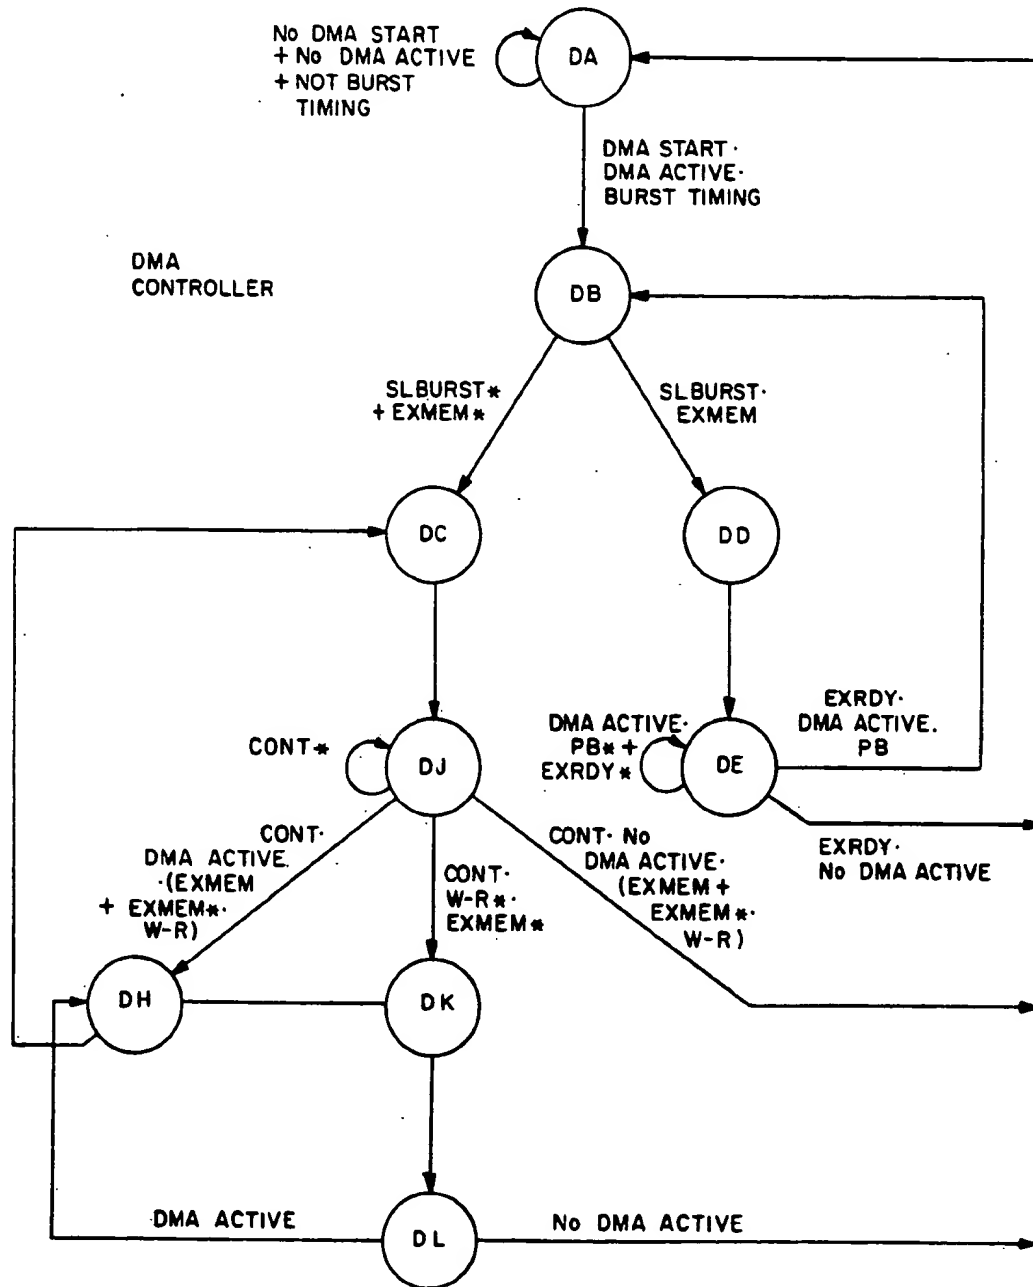 No DMA START
+ No DMA ACTIVE
+ NOT BURST
TIMING
DA
DMA START·
DMA ACTIVE·
BURST TIMING
DMA
CONTROLLER
DB
SLBURST*
+ EXMEM*
SLBURST·
EXMEM
DC
DD
CONT*
DJ
DMA ACTIVE·
PB* +
EXRDY*
DE
EXRDY·
DMA ACTIVE.
PB
EXRDY·
No DMA ACTIVE
CONT·
DMA ACTIVE.
·(EXMEM
+ EXMEM*·
W-R)
CONT·
W-R*·
EXMEM*
CONT· No
DMA ACTIVE·
(EXMEM +
EXMEM*·
W-R)
DH
DK
DMA ACTIVE
DL
No DMA ACTIVE